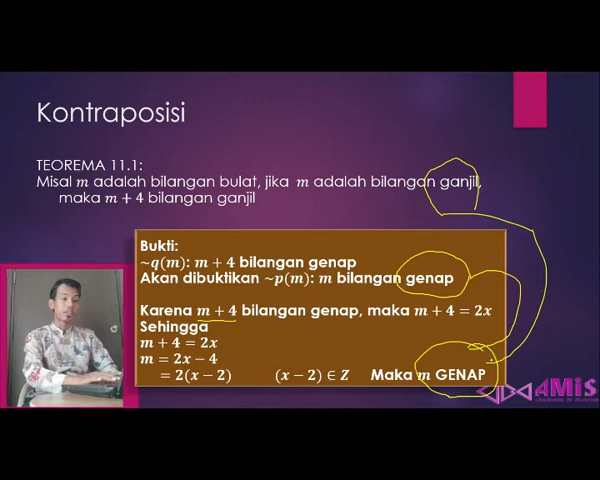 Kontraposisi
TEOREMA 11.1:
Misal m adalah bilangan bulat, jika m adalah bilangan ganjil,
maka m + 4 bilangan ganjil
Bukti:
~q(m): m + 4 bilangan genap
Akan dibuktikan ~p(m): m bilangan genap
Karena m + 4 bilangan genap, maka m + 4 = 2x
Sehingga
m + 4 = 2x
m = 2x − 4
= 2(x − 2) (x − 2) ∈ Z Maka m GENAP
AMis